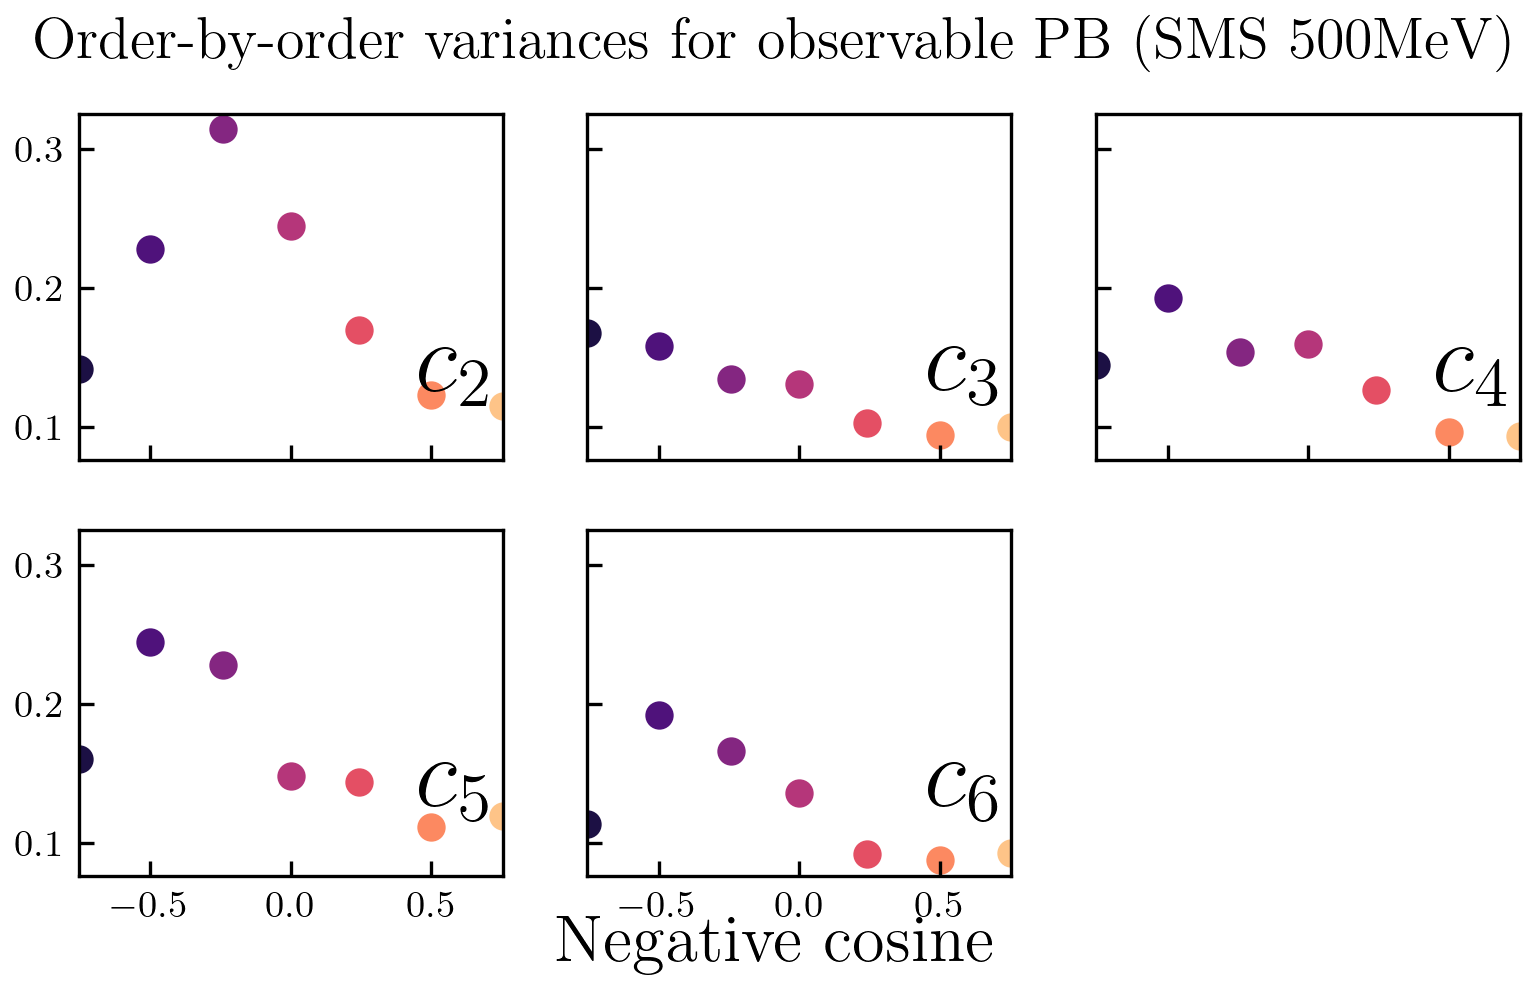 Order-by-order variances for observable PB (SMS 500MeV)
0.3
0.2
0.1
c2
c3
c4
0.3
0.2
0.1
c5
c6
−0.5 0.0 0.5
−0.5 0.0 0.5
Negative cosine